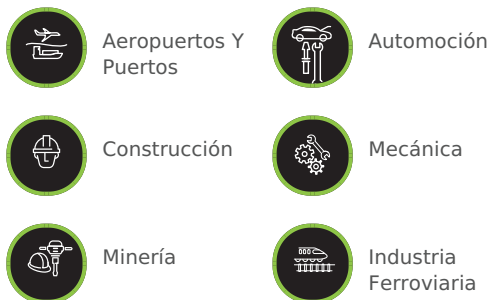 Aeropuertos Y
Puertos
Automoción
Construcción
Mecánica
Minería
Industria
Ferroviaria